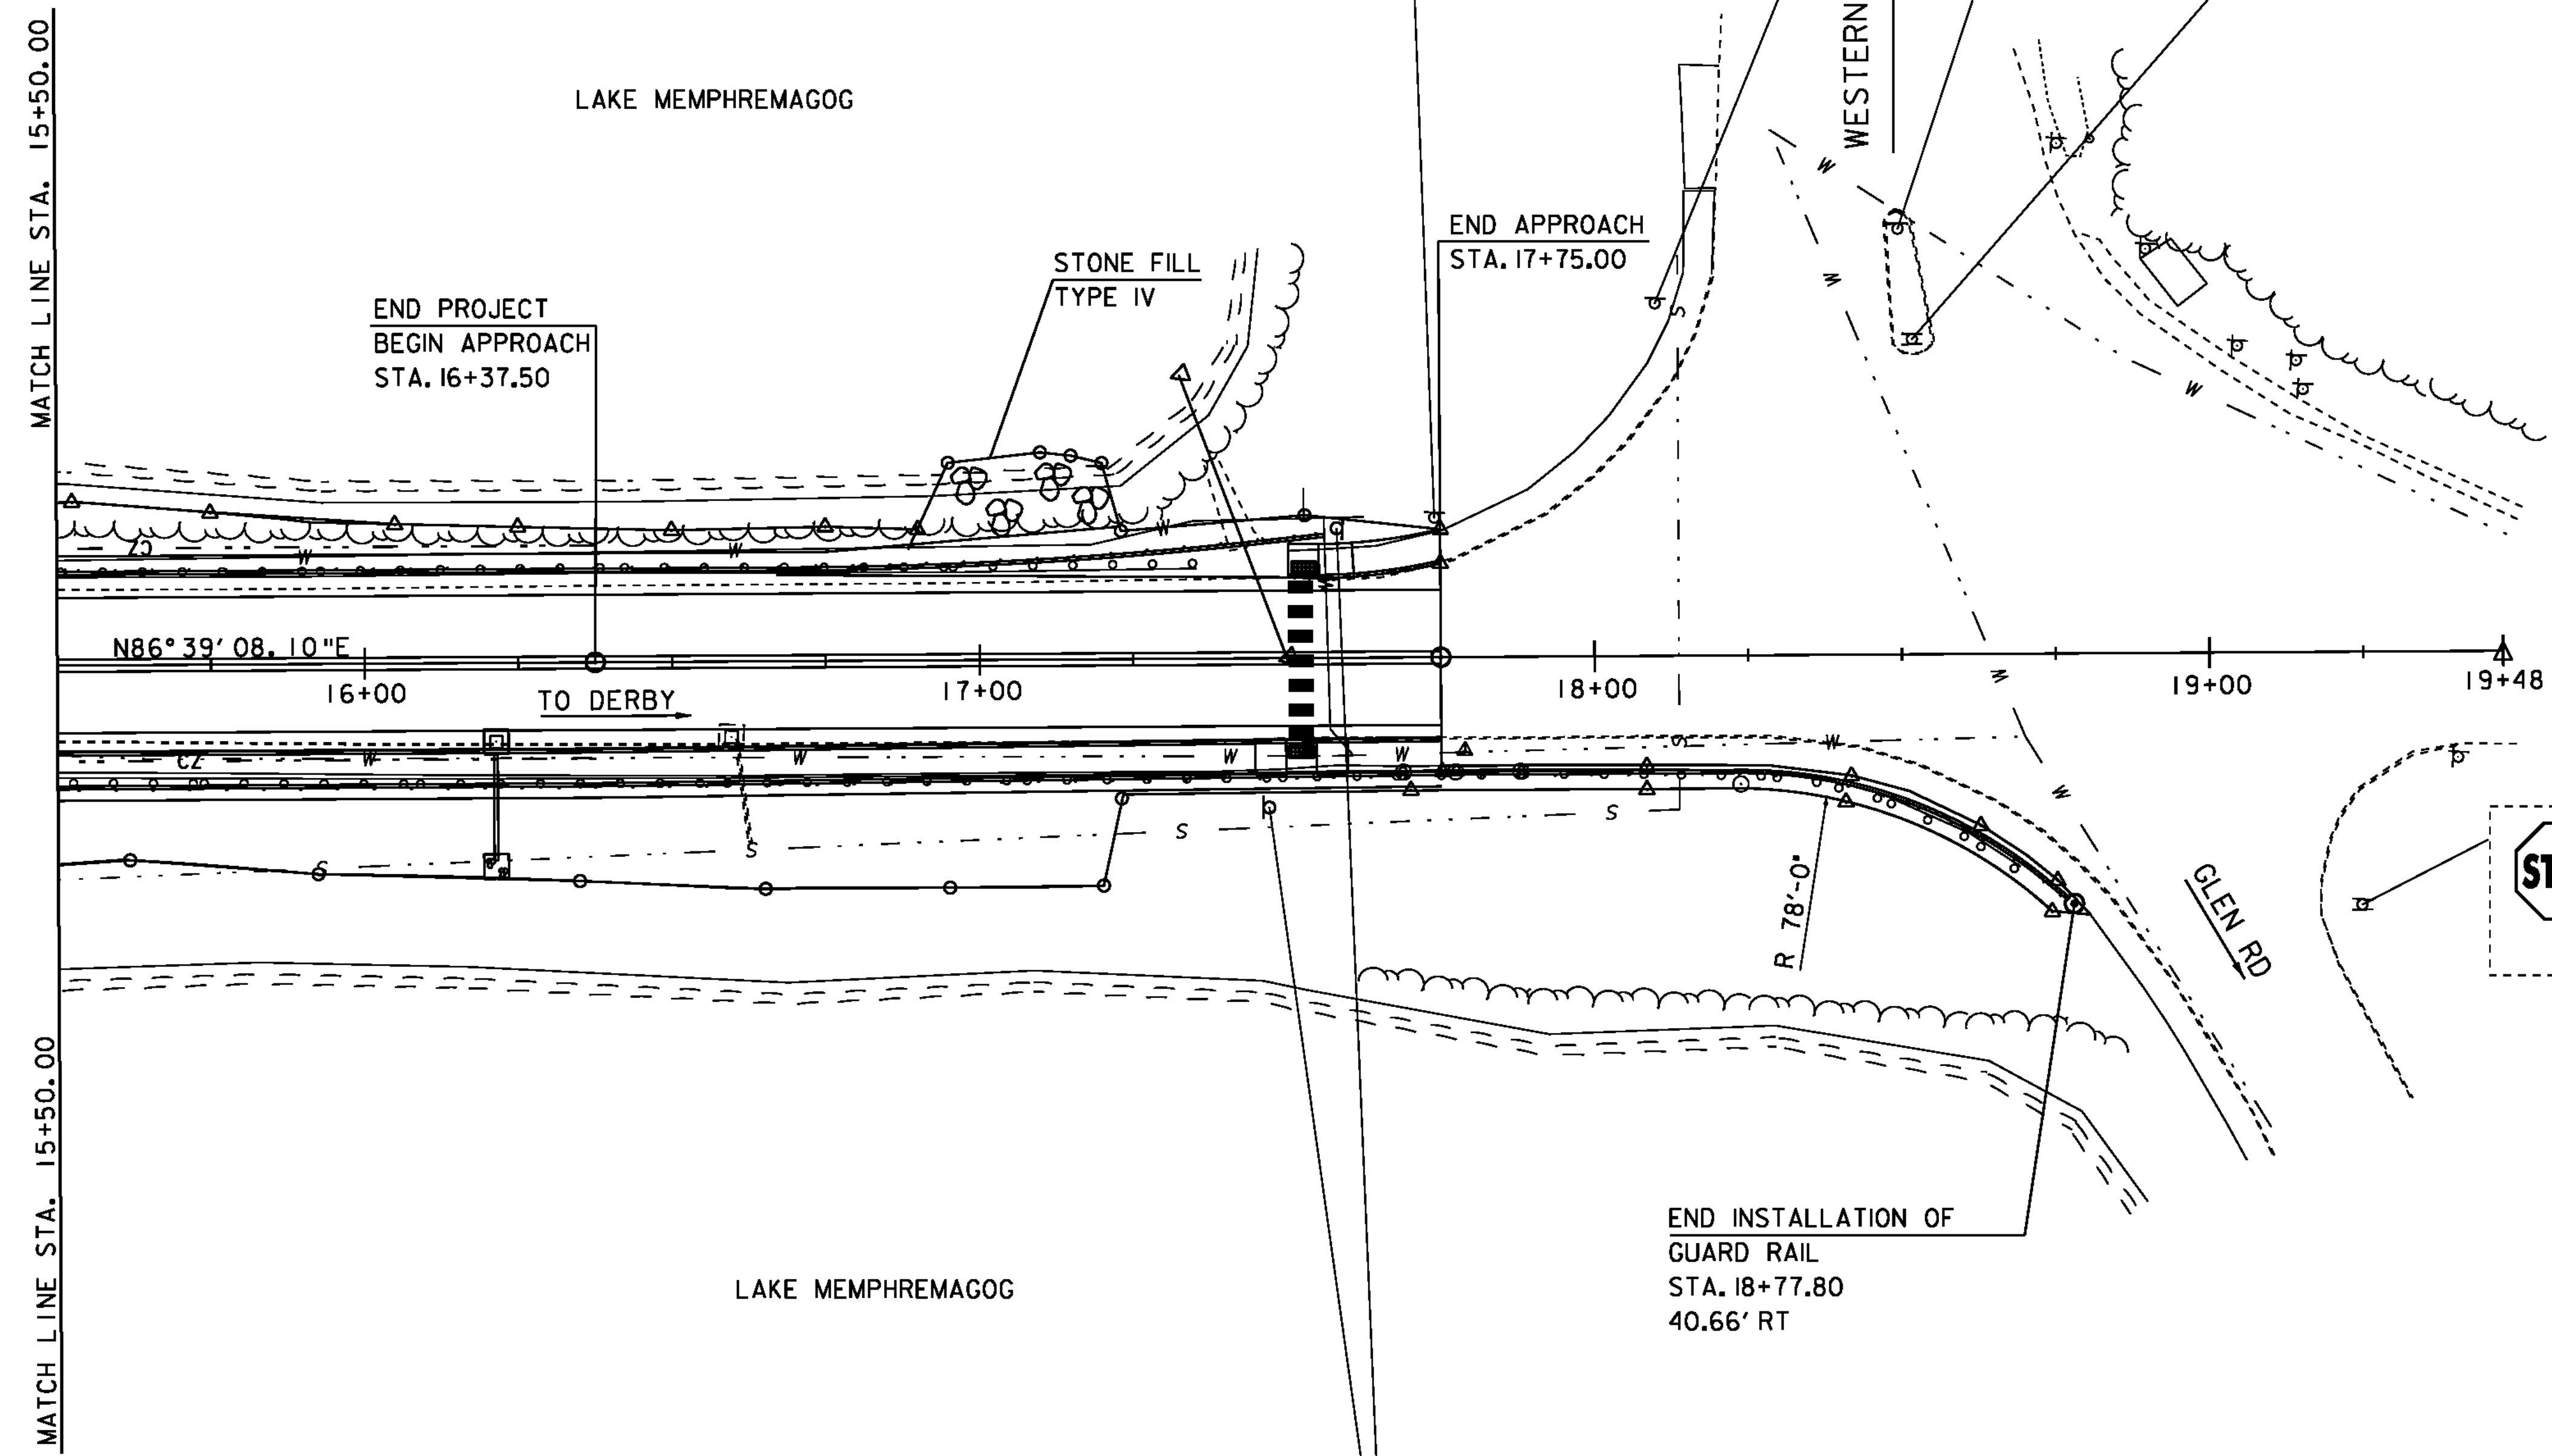 MATCH LINE STA. 15+50.00
LAKE MEMPHREMAGOG
WESTERN
END APPROACH
STA. 17+75.00
STONE FILL
TYPE IV
END PROJECT
BEGIN APPROACH
STA. 16+37.50
W
W
W
S
W
W
W
CZ
W
N86°39'08.10"E
16+00
17+00
18+00
19+00
19+48
TO DERBY
W
CZ
W
W
W
W
S
W
W
S
S
S
S
R 78'-0"
GLEN RD
ST
MATCH LINE STA. 15+50.00
LAKE MEMPHREMAGOG
END INSTALLATION OF
GUARD RAIL
STA. 18+77.80
40.66' RT